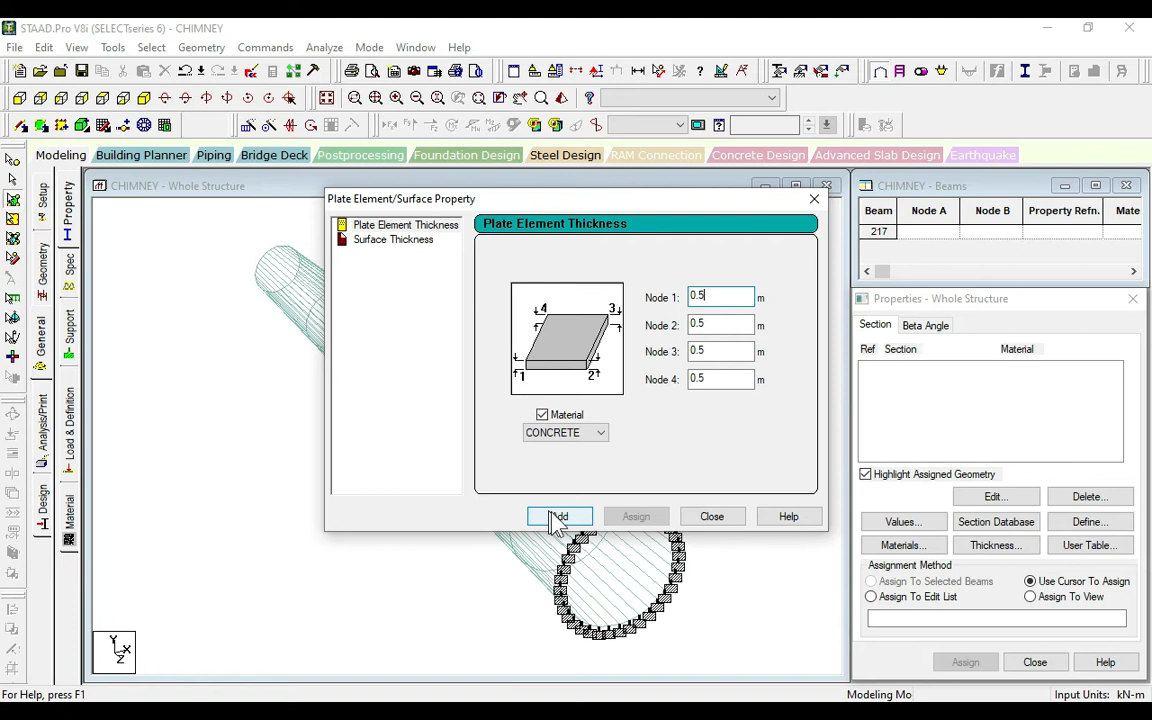 STAAD.Pro V8i (SELECTseries 6) - CHIMNEY
File Edit View Tools Select Geometry Commands Analyze Mode Window Help
Modeling Building Planner Piping Bridge Deck Postprocessing Foundation Design Steel Design RAM Connection Concrete Design Advanced Slab Design Earthquake
CHIMNEY - Whole Structure
Setup
Geometry
General
Analysis/Print
Design
Property
Spec
Support
Load & Definition
Material
Plate Element/Surface Property
Plate Element Thickness
Surface Thickness
Plate Element Thickness
4 3
1 2
Node 1: 0.5 m
Node 2: 0.5 m
Node 3: 0.5 m
Node 4: 0.5 m
Material
CONCRETE
Add Assign Close Help
Y
X
Z
CHIMNEY - Beams
Beam Node A Node B Property Refn. Mate
217
Properties - Whole Structure
Section Beta Angle
Ref Section Material
Highlight Assigned Geometry
Edit... Delete...
Values... Section Database Define...
Materials... Thickness... User Table...
Assignment Method
Assign To Selected Beams Use Cursor To Assign
Assign To Edit List Assign To View
Assign Close Help
For Help, press F1 Modeling Mo Input Units: kN-m